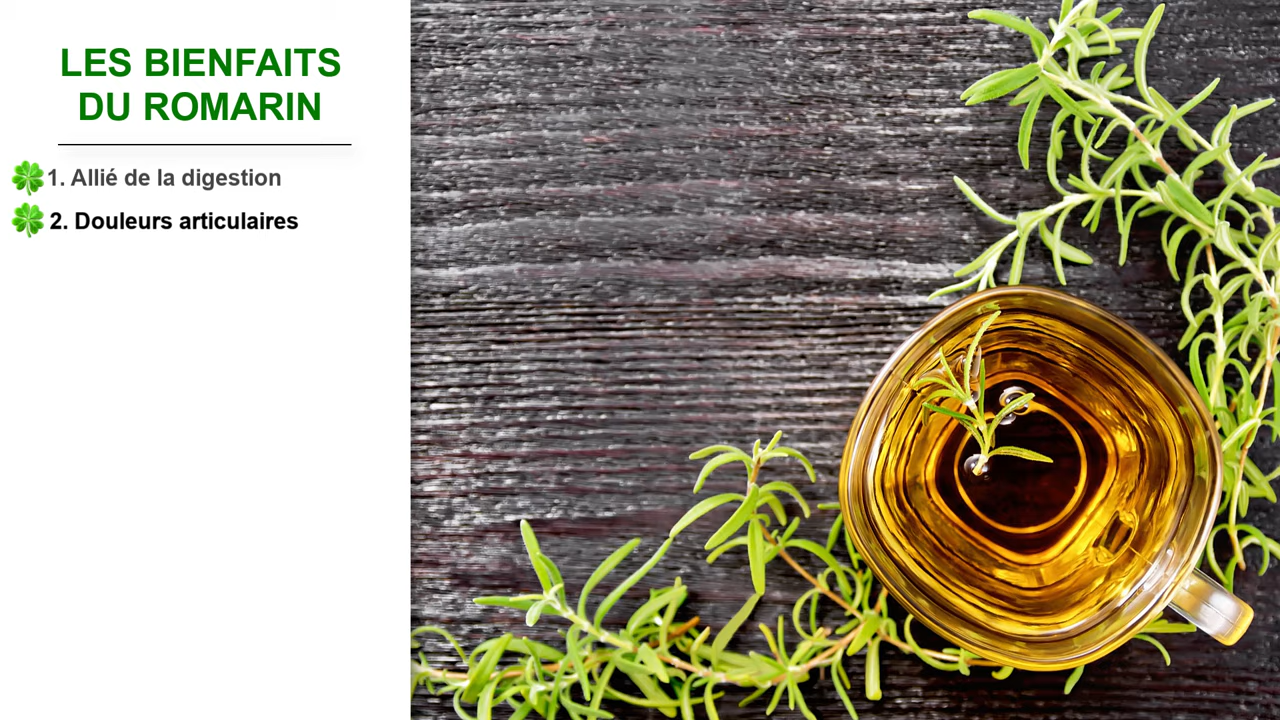 LES BIENFAITS
DU ROMARIN
1. Allié de la digestion
2. Douleurs articulaires